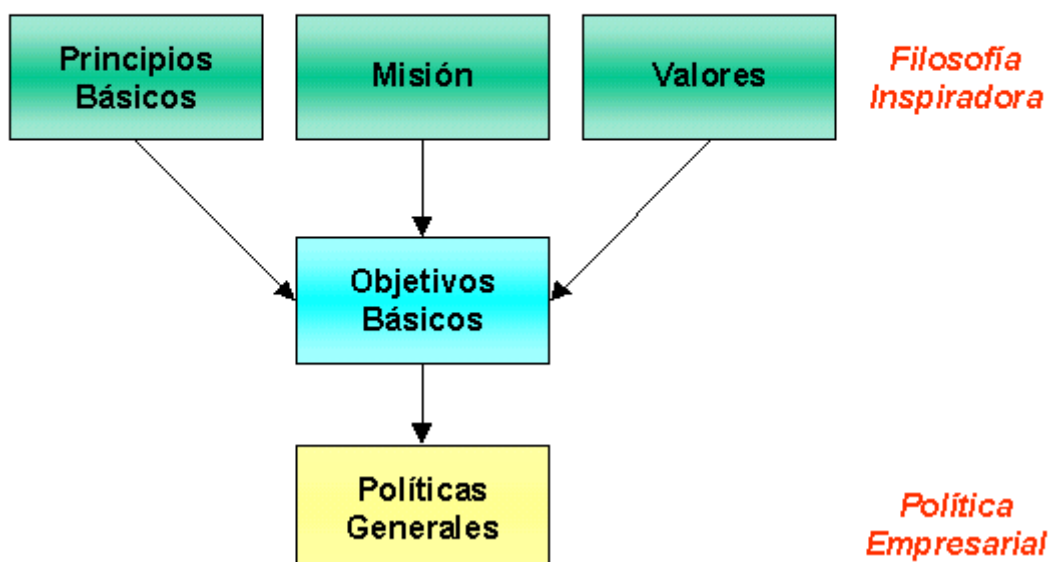 Principios
Básicos
Misión
Valores
Filosofía
Inspiradora
Objetivos
Básicos
Políticas
Generales
Política
Empresarial